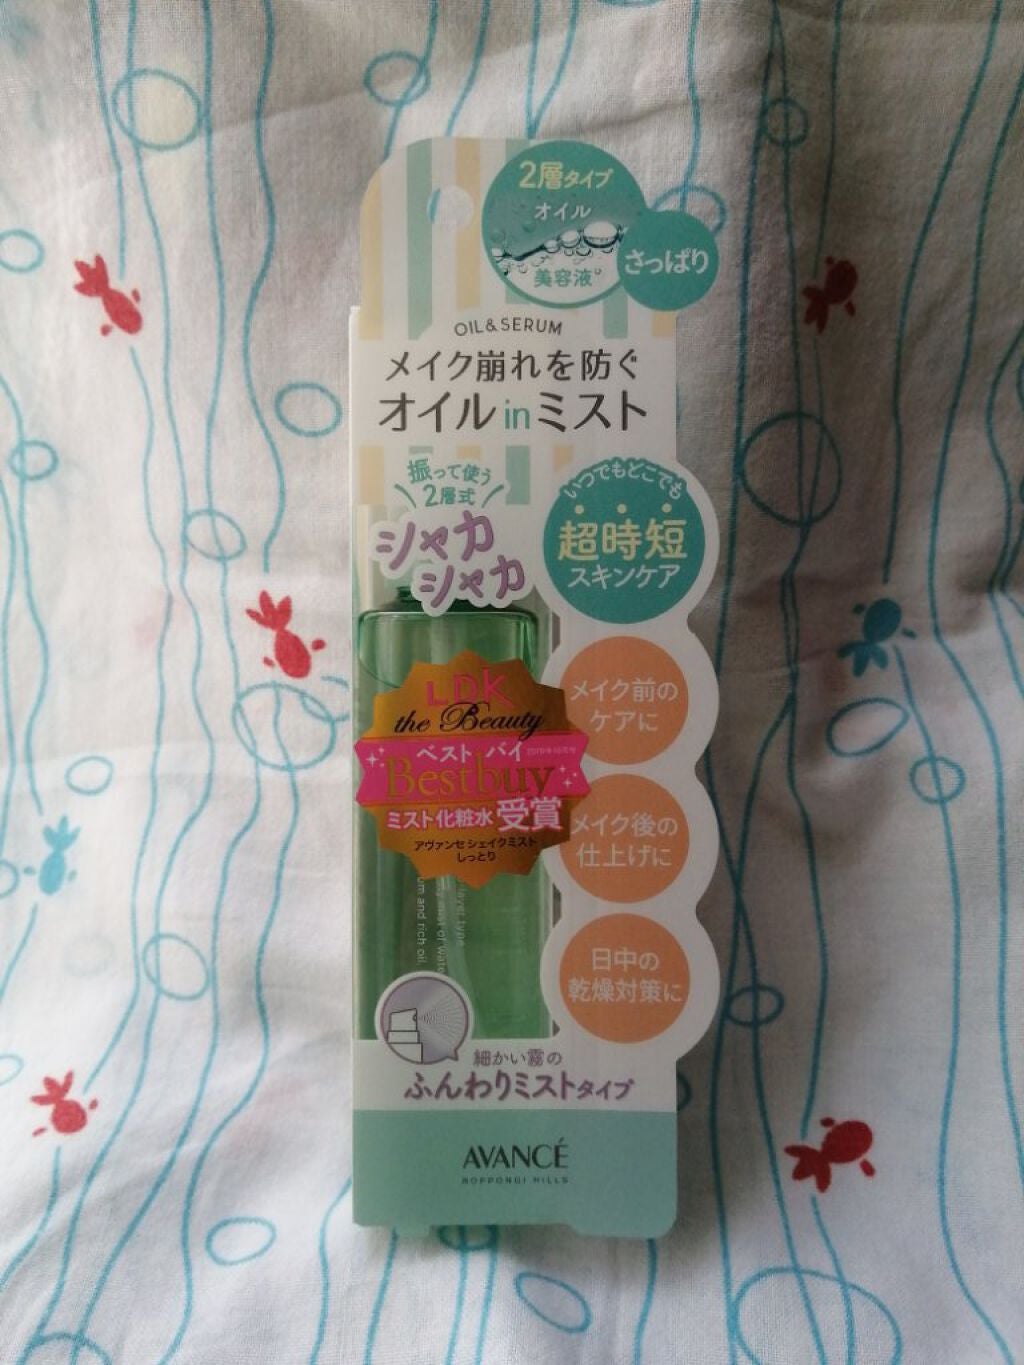 2層タイプ
オイル
美容液
さっぱり
OIL&SERUM
メイク崩れを防ぐ
オイルinミスト
振って使う
2層式
シャカ
シャカ
いつでもどこでも
超時短
スキンケア
メイク前の
ケアに
メイク後の
仕上げに
日中の
乾燥対策に
LDK
the Beauty
ベスト バイ
Bestbuy
ミスト化粧水 受賞
アヴァンセ シェイクミスト
しっとり
layer type
mist of
and rich oil
細かい霧の
ふんわりミストタイプ
AVANCÉ
ROPPONGI HILLS